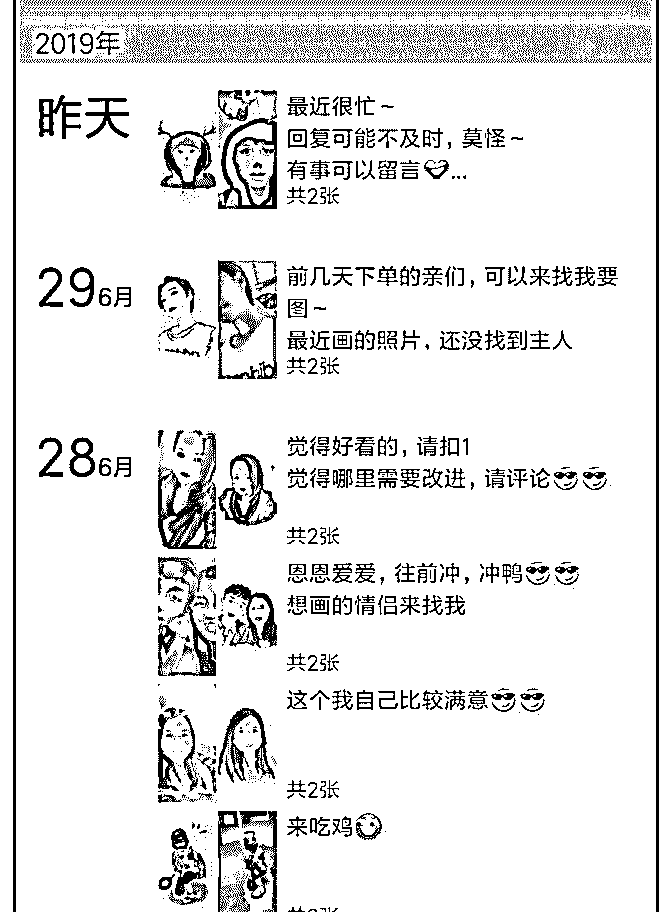 2019年
昨天
最近很忙～
回复可能不及时，莫怪～
有事可以留言...
共2张
29 6月
前几天下单的亲们，可以来找我要
图～
最近画的照片，还没找到主人
共2张
28 6月
觉得好看的，请扣1
觉得哪里需要改进，请评论
共2张
恩恩爱爱，往前冲，冲鸭
想画的情侣来找我
共2张
这个我自己比较满意
共2张
来吃鸡